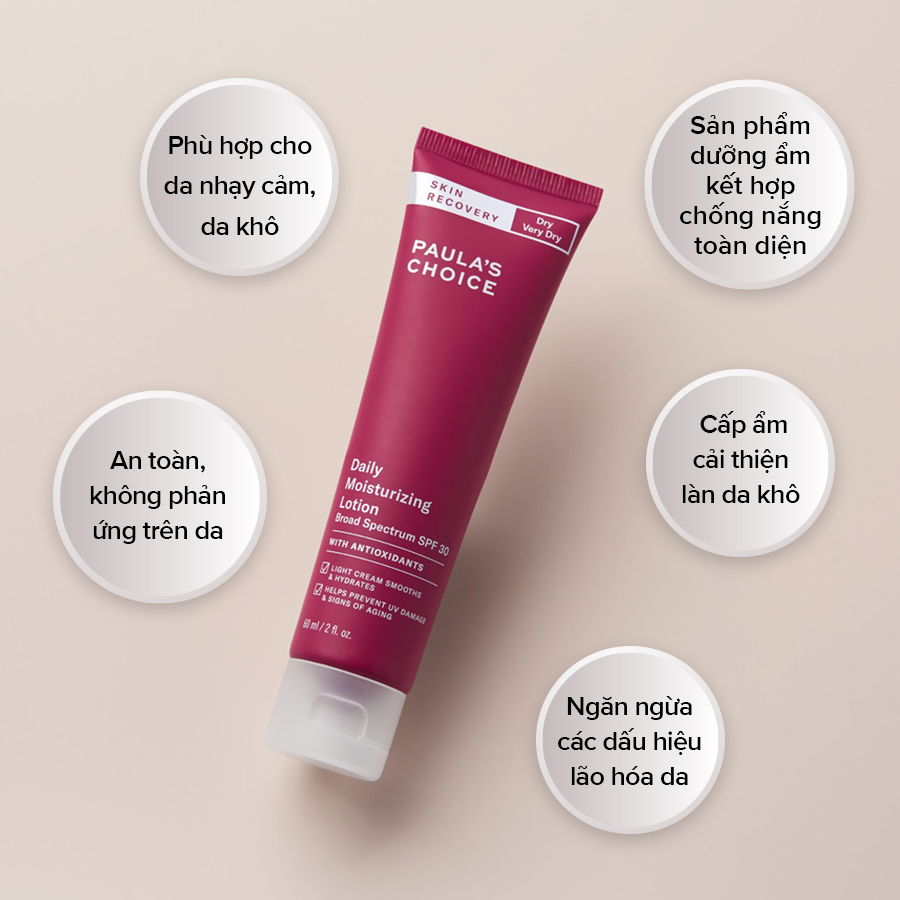 Phù hợp cho
da nhạy cảm,
da khô
Sản phẩm
dưỡng ẩm
kết hợp
chống nắng
toàn diện
SKIN
RECOVERY
Dry
Very Dry
PAULA'S
CHOICE
An toàn,
không phản
ứng trên da
Cấp ẩm
cải thiện
làn da khô
Daily
Moisturizing
Lotion
Broad Spectrum SPF 30
WITH ANTIOXIDANTS
LIGHT CREAM SMOOTHS
& HYDRATES
HELPS PREVENT UV DAMAGE
& SIGNS OF AGING
60 ml / 2 fl. oz.
Ngăn ngừa
các dấu hiệu
lão hóa da